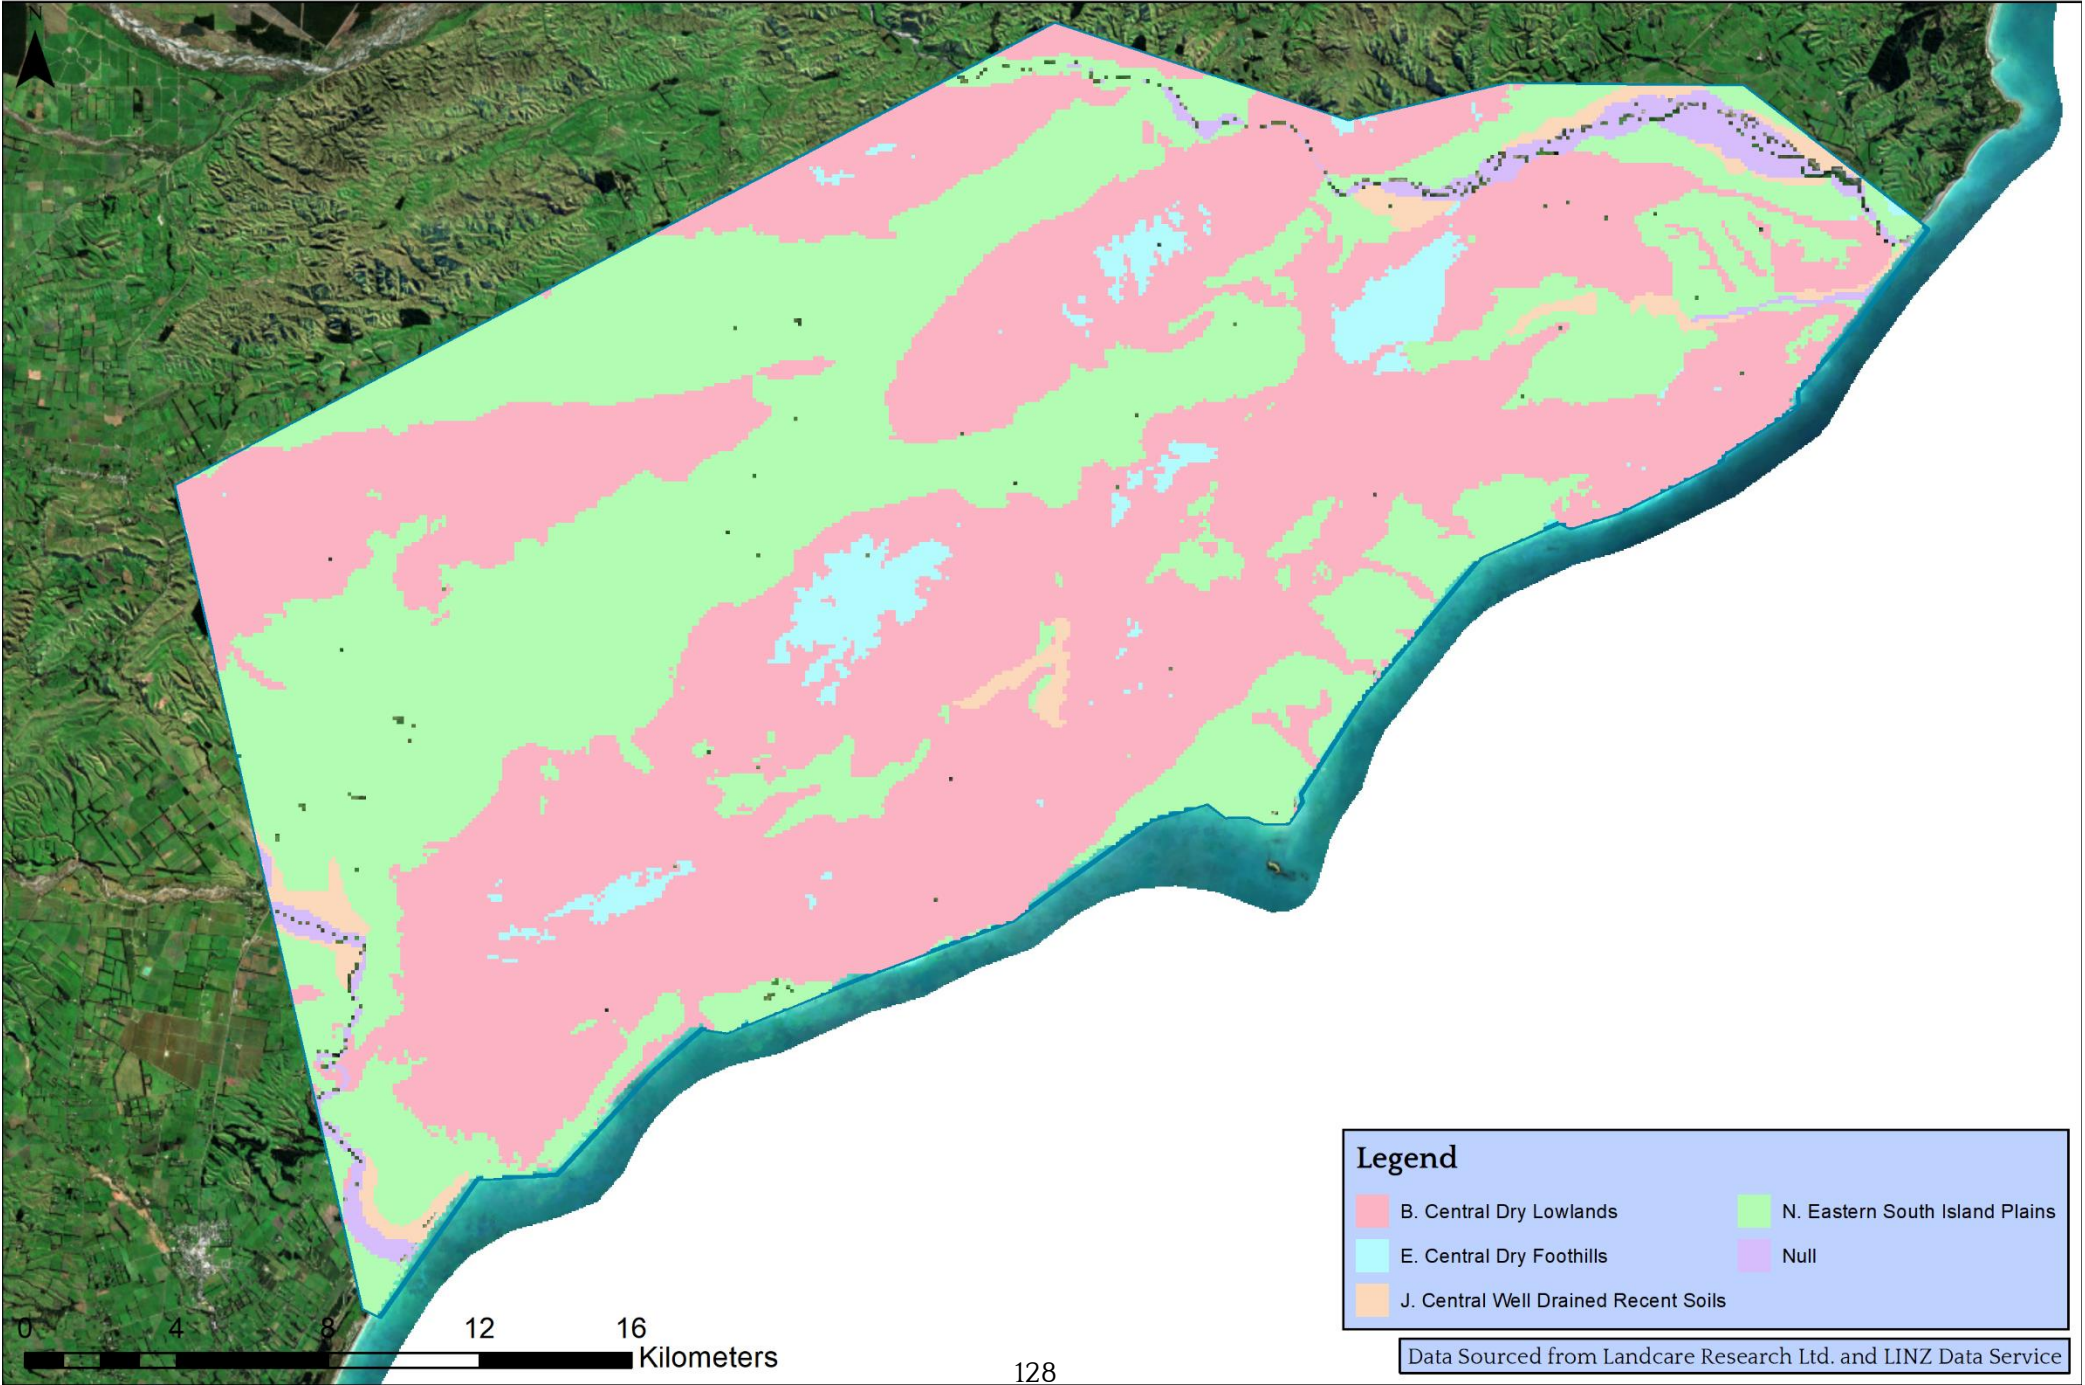 N
Legend
B. Central Dry Lowlands
N. Eastern South Island Plains
E. Central Dry Foothills
Null
J. Central Well Drained Recent Soils
0 4 8 12 16
Kilometers
Data Sourced from Landcare Research Ltd. and LINZ Data Service
128